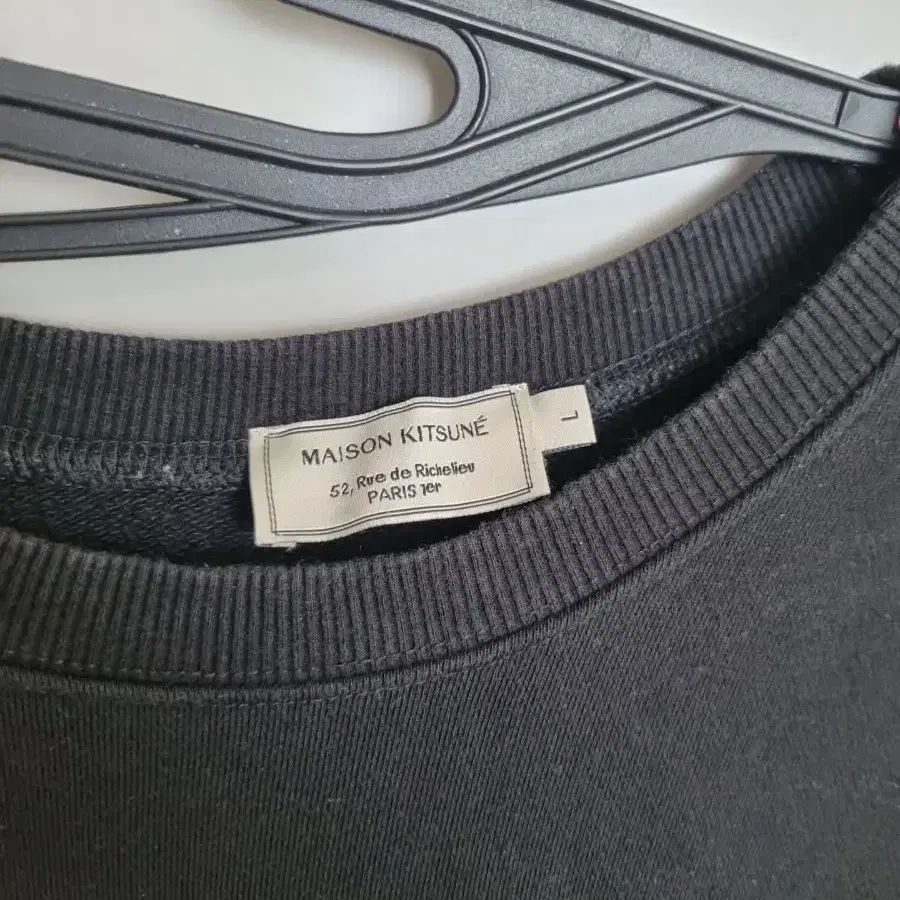 MAISON KITSUNÉ
52, Rue de Richelieu
PARIS 1er
L